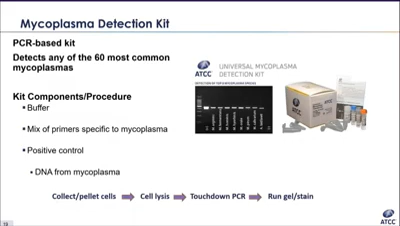 Mycoplasma Detection Kit
PCR-based kit
Detects any of the 60 most common
mycoplasmas
Kit Components/Procedure
Buffer
Mix of primers specific to mycoplasma
Positive control
DNA from mycoplasma
ATCC
UNIVERSAL MYCOPLASMA
DETECTION KIT
Collect/pellet cells
Cell lysis
Touchdown PCR
Run gel/stain
19
ATCC